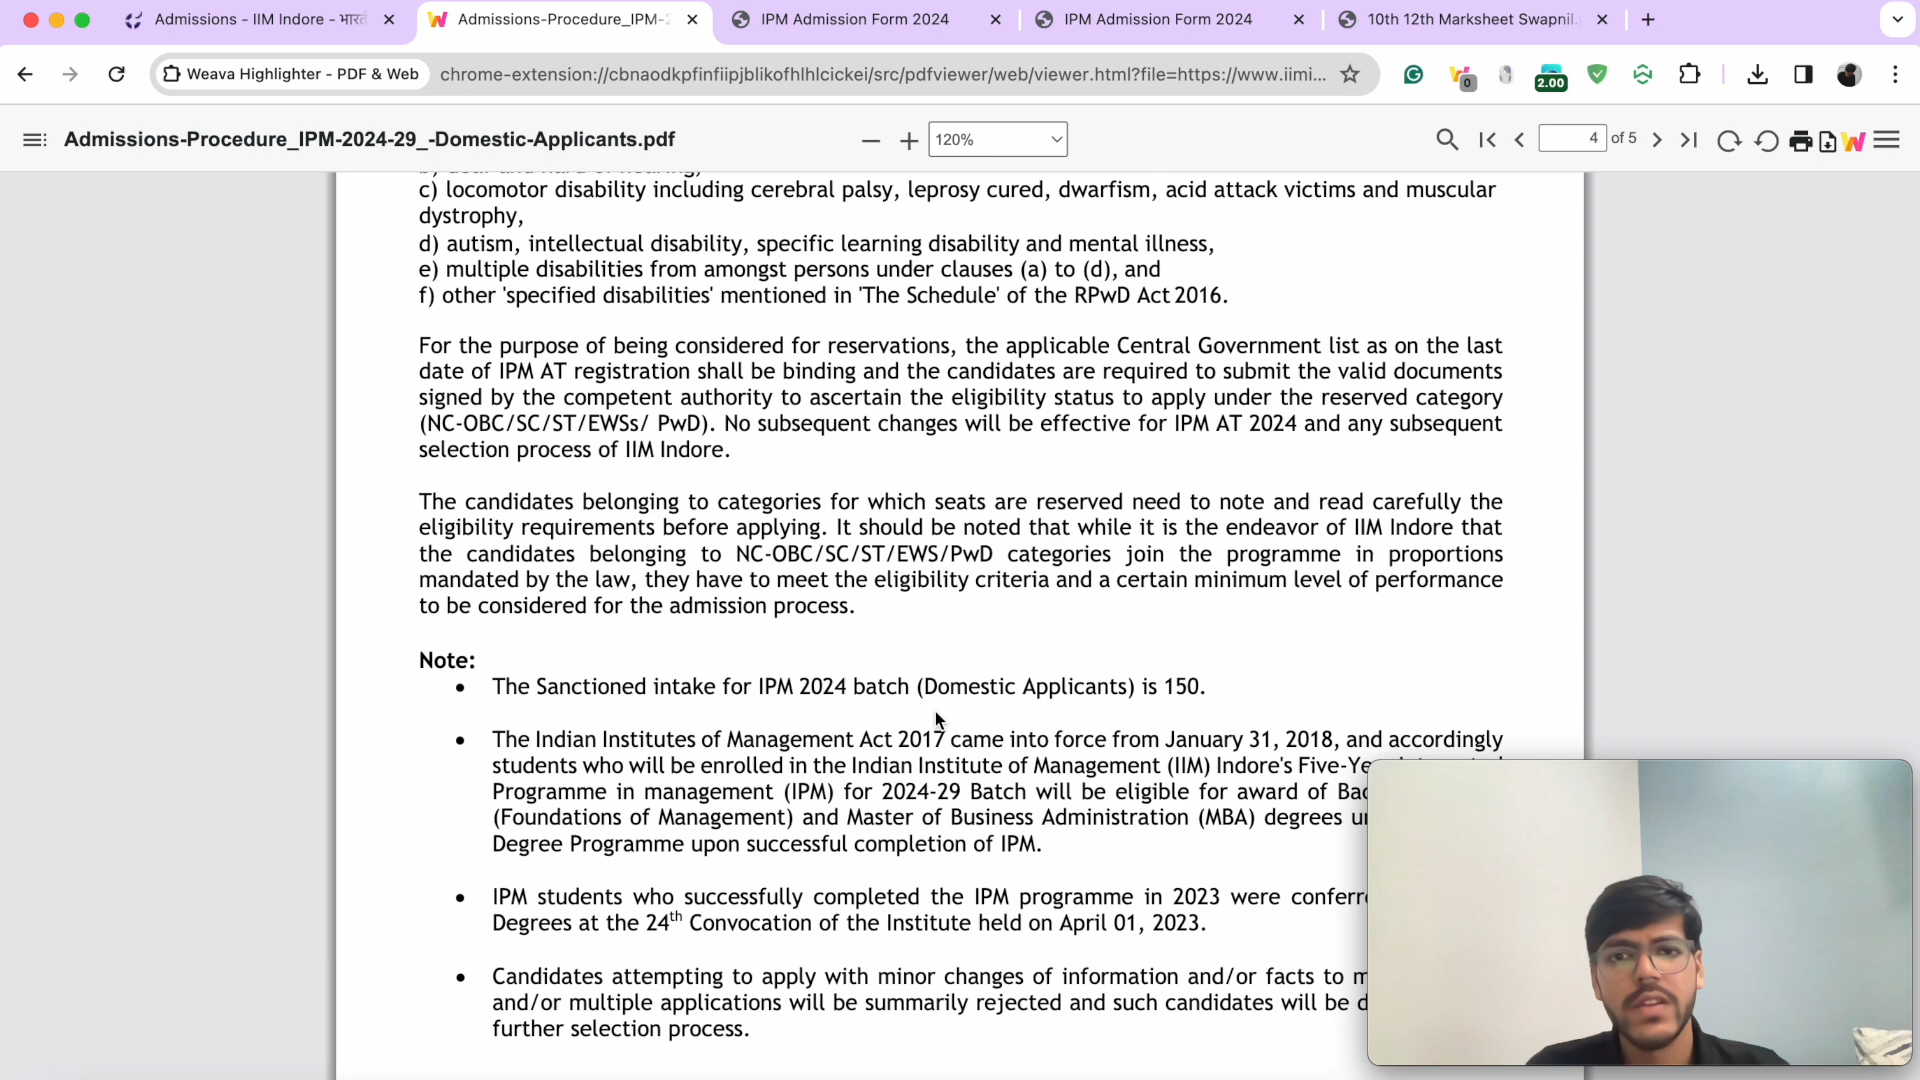 Admissions - IIM Indore - भारत
Admissions-Procedure_IPM-2
IPM Admission Form 2024
IPM Admission Form 2024
10th 12th Marksheet Swapnil.
Weava Highlighter - PDF & Web
chrome-extension://cbnaodkpfinfiipjblikofhlhlcickei/src/pdfviewer/web/viewer.html?file=https://www.iimi...
0
2.00
Admissions-Procedure_IPM-2024-29_-Domestic-Applicants.pdf
120%
4 of 5
c) locomotor disability including cerebral palsy, leprosy cured, dwarfism, acid attack victims and muscular
dystrophy,
d) autism, intellectual disability, specific learning disability and mental illness,
e) multiple disabilities from amongst persons under clauses (a) to (d), and
f) other 'specified disabilities' mentioned in 'The Schedule' of the RPwD Act 2016.
For the purpose of being considered for reservations, the applicable Central Government list as on the last
date of IPM AT registration shall be binding and the candidates are required to submit the valid documents
signed by the competent authority to ascertain the eligibility status to apply under the reserved category
(NC-OBC/SC/ST/EWSs/ PwD). No subsequent changes will be effective for IPM AT 2024 and any subsequent
selection process of IIM Indore.
The candidates belonging to categories for which seats are reserved need to note and read carefully the
eligibility requirements before applying. It should be noted that while it is the endeavor of IIM Indore that
the candidates belonging to NC-OBC/SC/ST/EWS/PwD categories join the programme in proportions
mandated by the law, they have to meet the eligibility criteria and a certain minimum level of performance
to be considered for the admission process.
Note:
• The Sanctioned intake for IPM 2024 batch (Domestic Applicants) is 150.
• The Indian Institutes of Management Act 2017 came into force from January 31, 2018, and accordingly
students who will be enrolled in the Indian Institute of Management (IIM) Indore's Five-Ye
Programme in management (IPM) for 2024-29 Batch will be eligible for award of Bac
(Foundations of Management) and Master of Business Administration (MBA) degrees u
Degree Programme upon successful completion of IPM.
• IPM students who successfully completed the IPM programme in 2023 were conferr
Degrees at the 24th Convocation of the Institute held on April 01, 2023.
• Candidates attempting to apply with minor changes of information and/or facts to m
and/or multiple applications will be summarily rejected and such candidates will be d
further selection process.